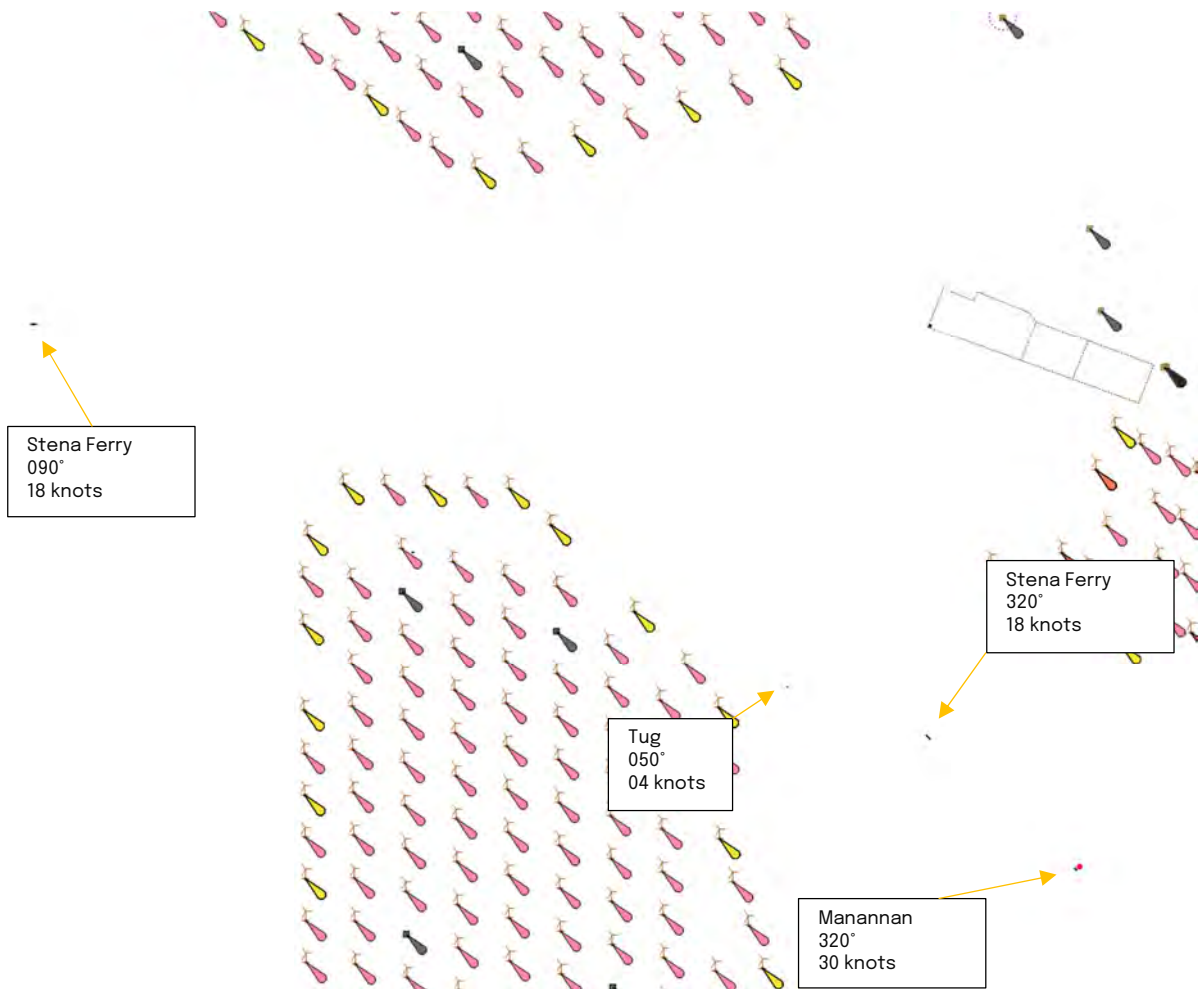 Stena Ferry
090°
18 knots
Stena Ferry
320°
18 knots
Tug
050°
04 knots
Manannan
320°
30 knots